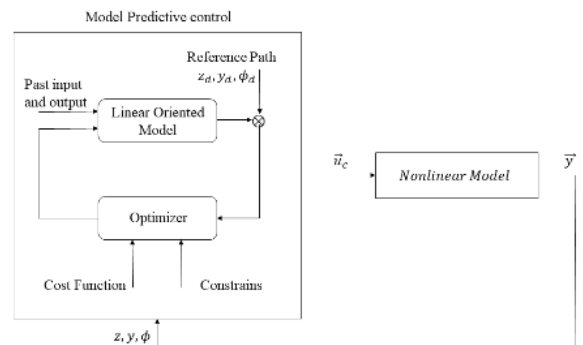 Model Predictive control
Reference Path
z_d, y_d, ϕ_d
Past input
and output
Linear Oriented
Model
Optimizer
Cost Function
Constrains
z, y, ϕ
u⃗_c
Nonlinear Model
y⃗